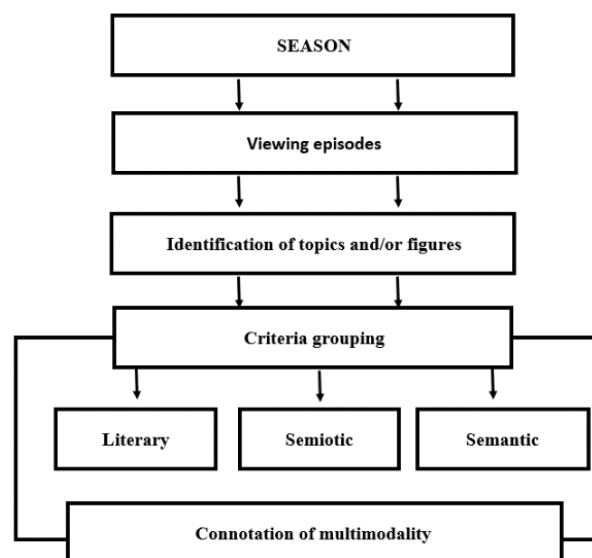 SEASON
Viewing episodes
Identification of topics and/or figures
Criteria grouping
Literary
Semiotic
Semantic
Connotation of multimodality